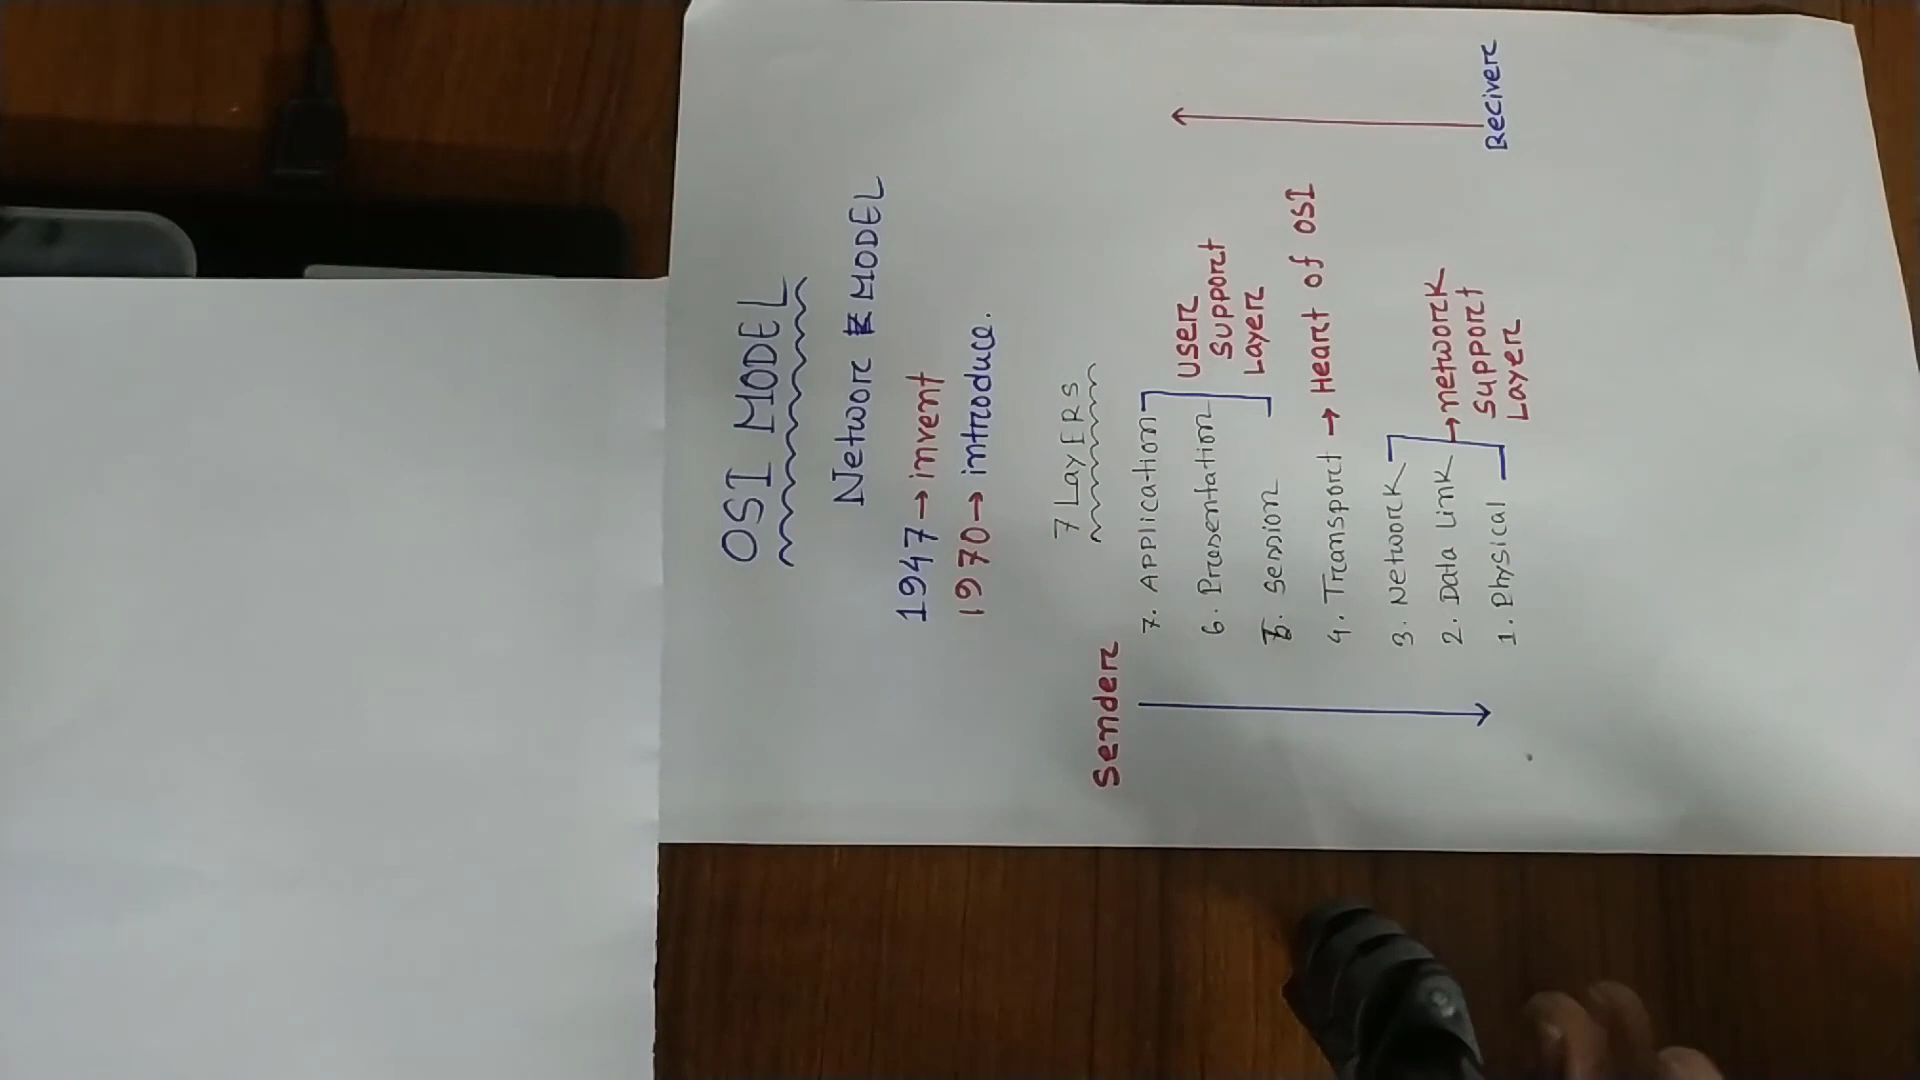 OSI MODEL
Network MODEL
1947 → invent
1970 → introduce.
7 LayERS
Sender
7. Application
6. Presentation
5. Session
User
Support
Layer
4. Transport → Heart of OSI
3. Network
2. Data Link
1. Physical
→ network
Support
Layer
Reciver